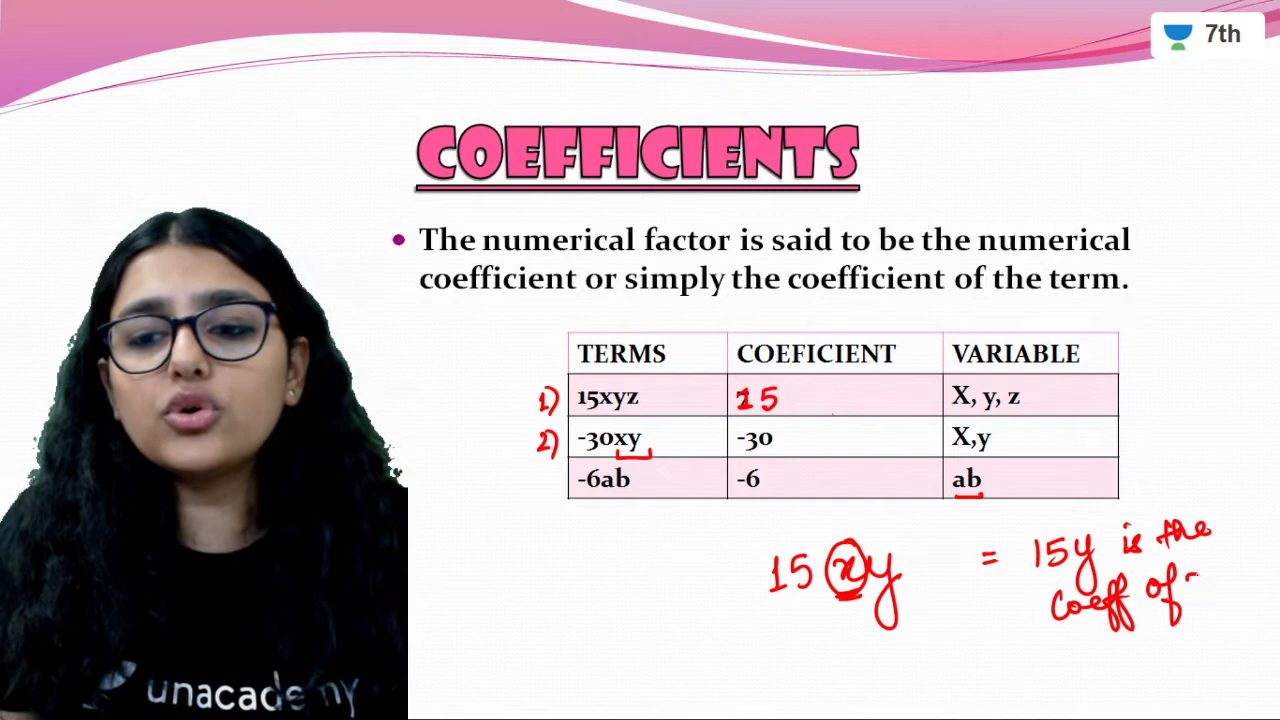 7th
COEFFICIENTS
• The numerical factor is said to be the numerical
coefficient or simply the coefficient of the term.
TERMS COEFICIENT VARIABLE
1) 15xyz 15 X, y, z
2) -30xy -30 X,y
-6ab -6 ab
15xy = 15y is the
coeff of
unacademy